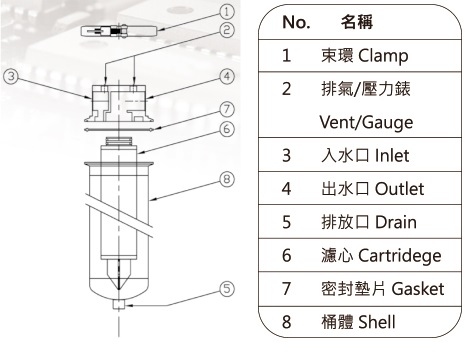 1
2
3
4
7
6
8
5
No. 名稱
1 束環 Clamp
2 排氣/壓力錶
Vent/Gauge
3 入水口 Inlet
4 出水口 Outlet
5 排放口 Drain
6 濾心 Cartridege
7 密封墊片 Gasket
8 桶體 Shell